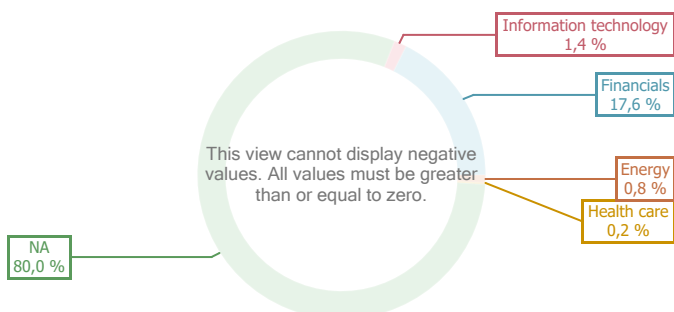 Information technology
1,4 %
Financials
17,6 %
This view cannot display negative
values. All values must be greater
than or equal to zero.
Energy
0,8 %
Health care
0,2 %
NA
80,0 %